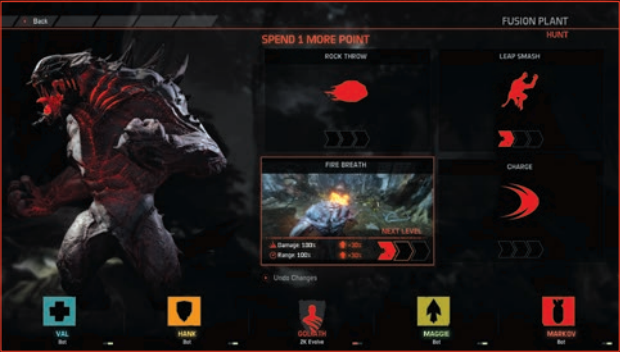 Back
FUSION PLANT
HUNT
SPEND 1 MORE POINT
ROCK THROW
LEAP SMASH
FIRE BREATH
CHARGE
NEXT LEVEL
Damage: 100%
+30%
Range: 100%
+30%
Undo Changes
VAL
Bot
HANK
Bot
GOLIATH
2K Evolve
MAGGIE
Bot
MARKOV
Bot